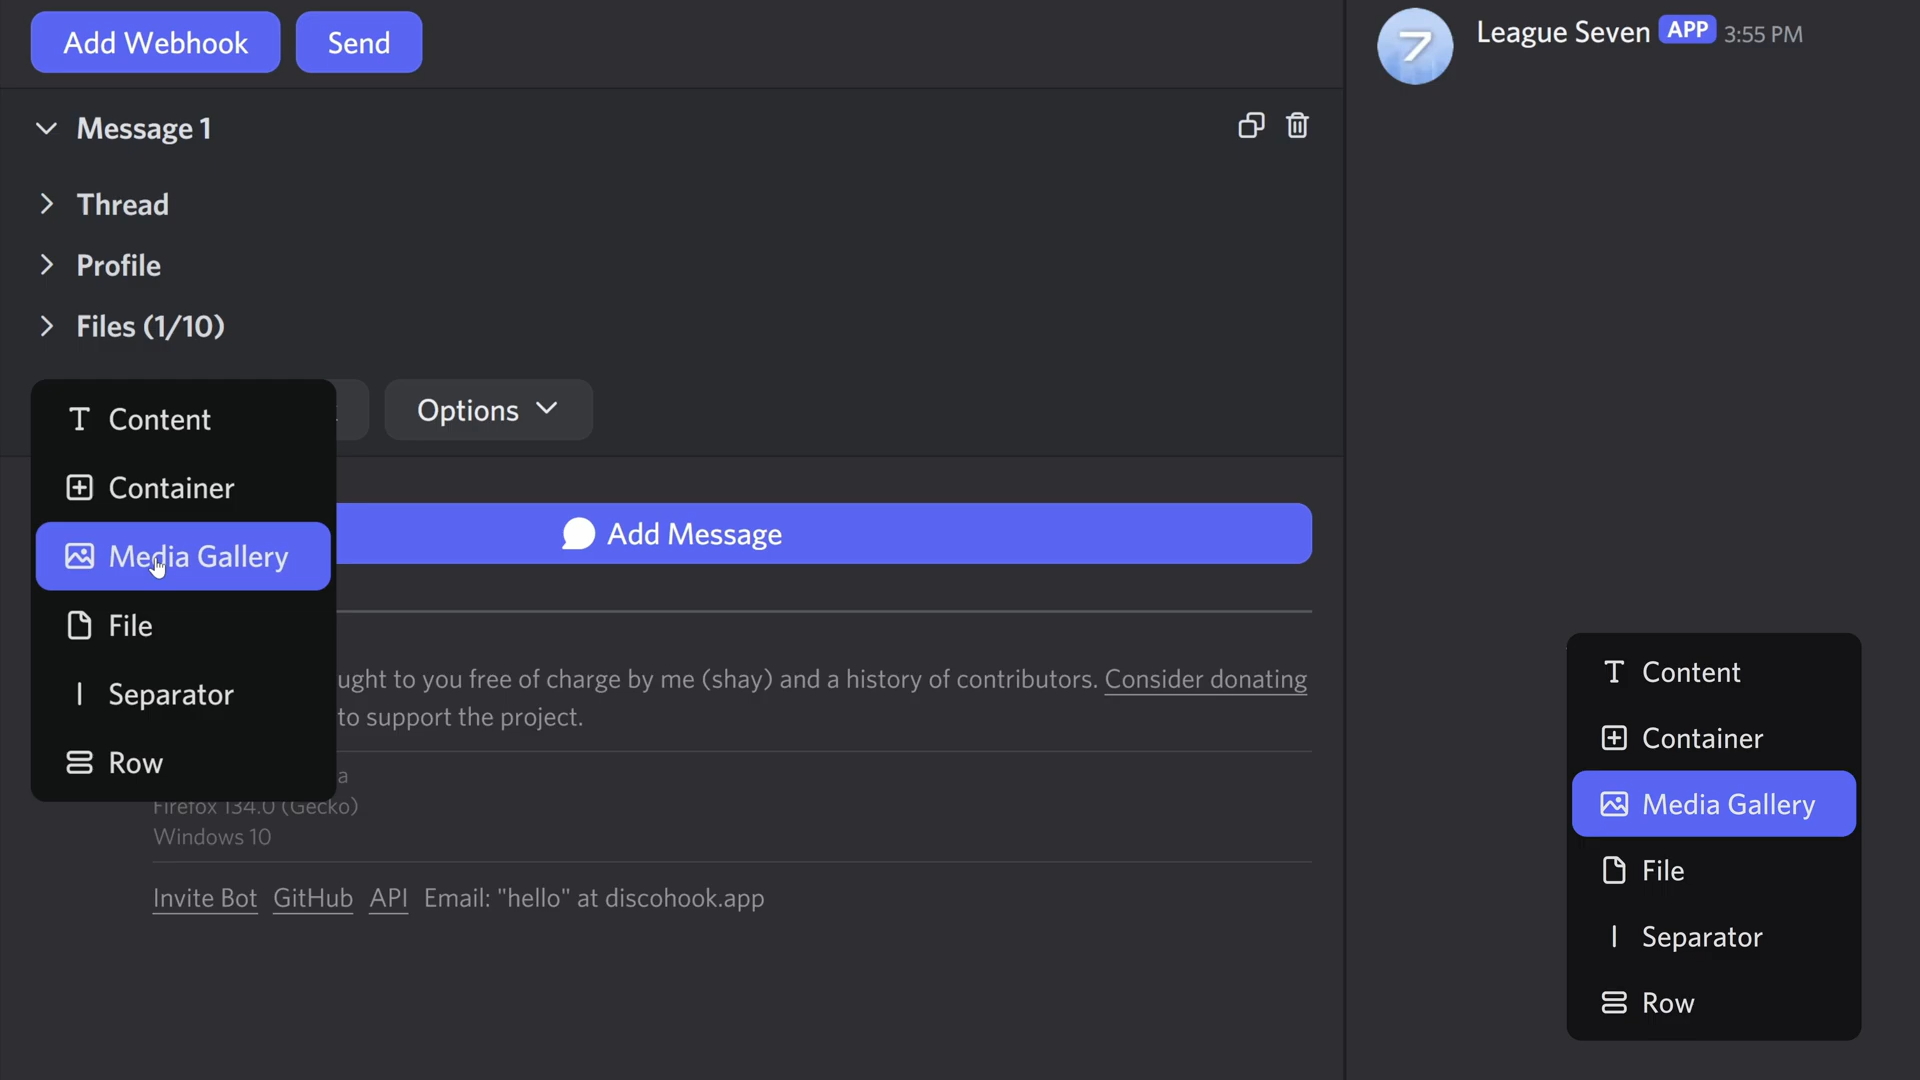 Add Webhook
Send
Message 1
Thread
Profile
Files (1/10)
Options
Content
Container
Media Gallery
File
Separator
Row
Add Message
ught to you free of charge by me (shay) and a history of contributors. Consider donating
to support the project.
a
Firefox 134.0 (Gecko)
Windows 10
Invite Bot GitHub API Email: "hello" at discohook.app
7
League Seven APP 3:55 PM
Content
Container
Media Gallery
File
Separator
Row